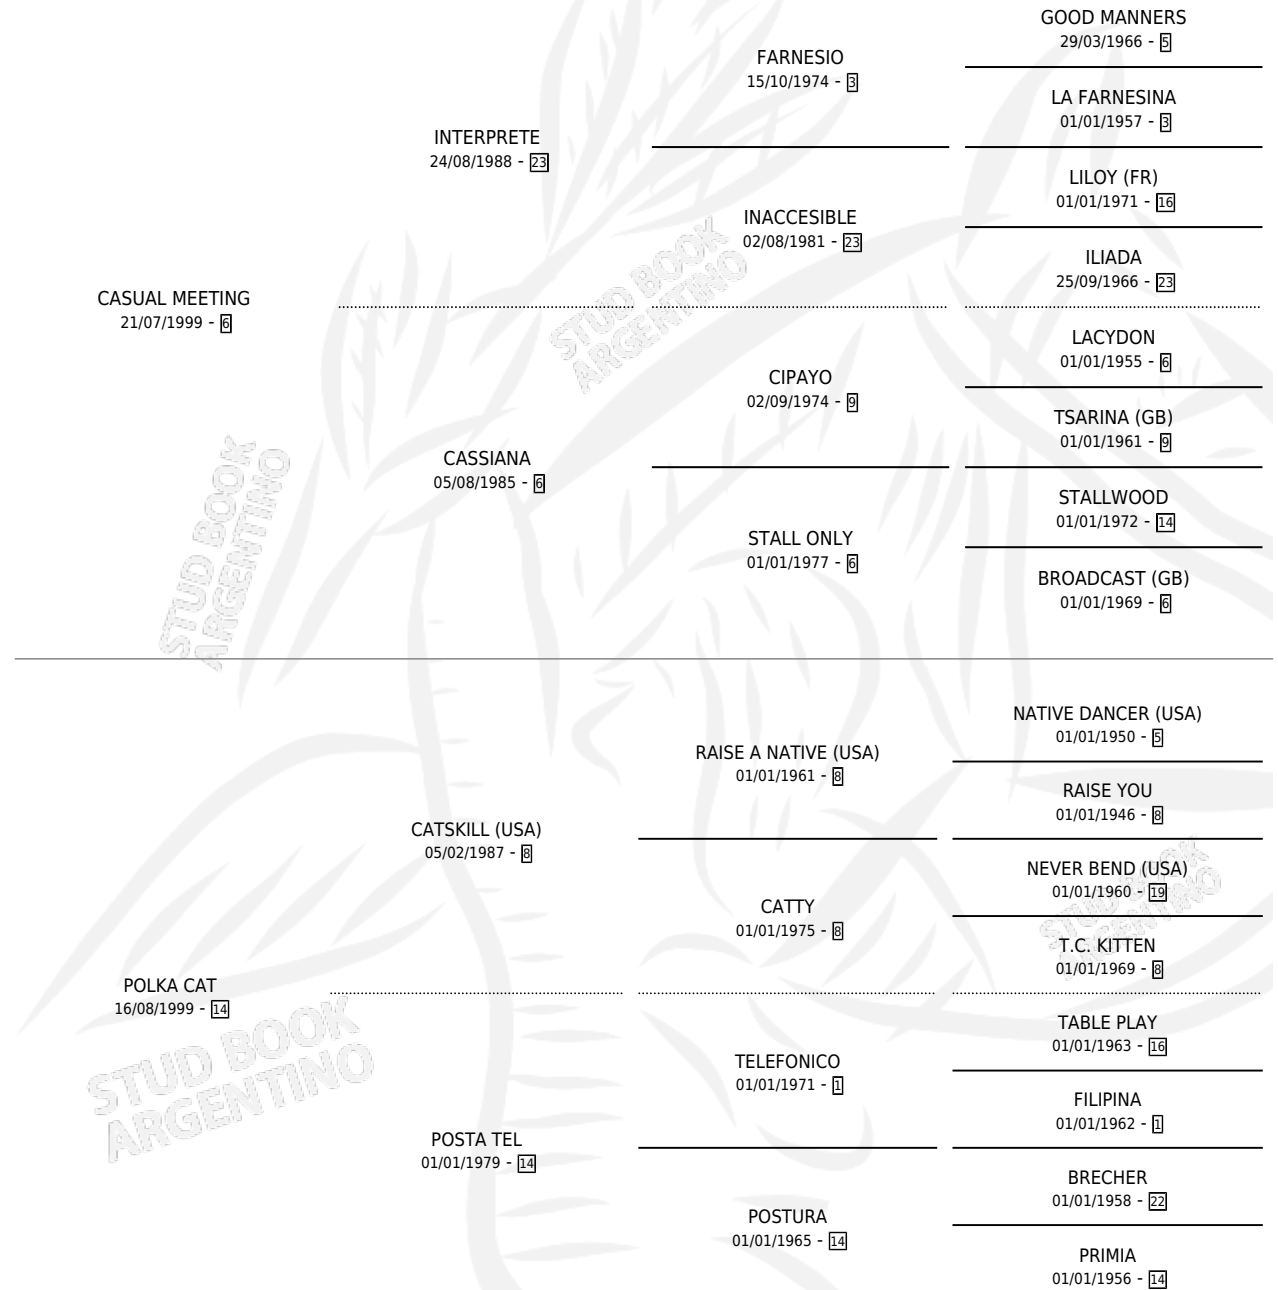 GOOD MANNERS
29/03/1966 - 5
FARNESIO
15/10/1974 - 3
LA FARNESINA
01/01/1957 - 3
INTERPRETE
24/08/1988 - 23
LILOY (FR)
01/01/1971 - 16
INACCESIBLE
02/08/1981 - 23
ILIADA
25/09/1966 - 23
CASUAL MEETING
21/07/1999 - 6
LACYDON
01/01/1955 - 6
CIPAYO
02/09/1974 - 9
TSARINA (GB)
01/01/1961 - 9
CASSIANA
05/08/1985 - 6
STALLWOOD
01/01/1972 - 14
STALL ONLY
01/01/1977 - 6
BROADCAST (GB)
01/01/1969 - 6
STUD BOOK
ARGENTINO
STUD BOOK
ARGENTINO
NATIVE DANCER (USA)
01/01/1950 - 5
RAISE A NATIVE (USA)
01/01/1961 - 8
RAISE YOU
01/01/1946 - 8
CATSKILL (USA)
05/02/1987 - 8
NEVER BEND (USA)
01/01/1960 - 19
CATTY
01/01/1975 - 8
T.C. KITTEN
01/01/1969 - 8
POLKA CAT
16/08/1999 - 14
TABLE PLAY
01/01/1963 - 16
TELEFONICO
01/01/1971 - 1
FILIPINA
01/01/1962 - 1
POSTA TEL
01/01/1979 - 14
BRECHER
01/01/1958 - 22
POSTURA
01/01/1965 - 14
PRIMIA
01/01/1956 - 14
STUD BOOK
ARGENTINO
STUD BOOK
ARGENTINO